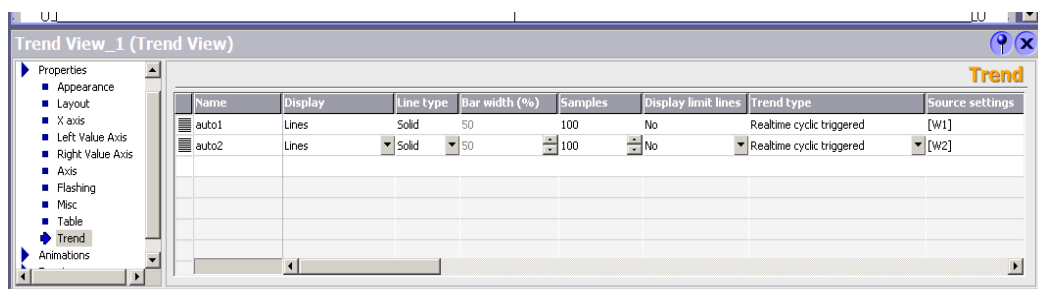 Trend View_1 (Trend View)
Properties
Appearance
Layout
X axis
Left Value Axis
Right Value Axis
Axis
Flashing
Misc
Table
Trend
Animations
Trend
Name Display Line type Bar width (%) Samples Display limit lines Trend type Source settings
auto1 Lines Solid 50 100 No Realtime cyclic triggered [W1]
auto2 Lines Solid 50 100 No Realtime cyclic triggered [W2]